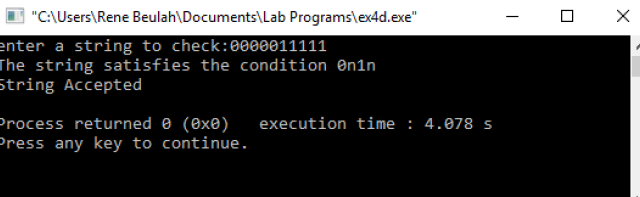 "C:\Users\Rene Beulah\Documents\Lab Programs\ex4d.exe"
enter a string to check:0000011111
The string satisfies the condition 0n1n
String Accepted
Process returned 0 (0x0)   execution time : 4.078 s
Press any key to continue.